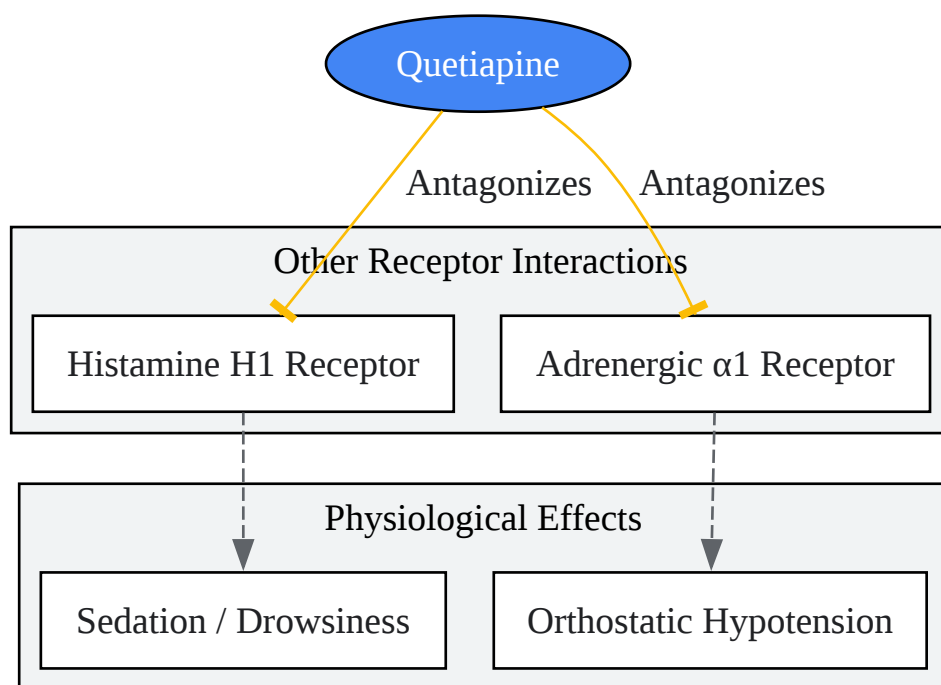 Quetiapine
Antagonizes
Antagonizes
Other Receptor Interactions
Histamine H1 Receptor
Adrenergic α1 Receptor
Physiological Effects
Sedation / Drowsiness
Orthostatic Hypotension